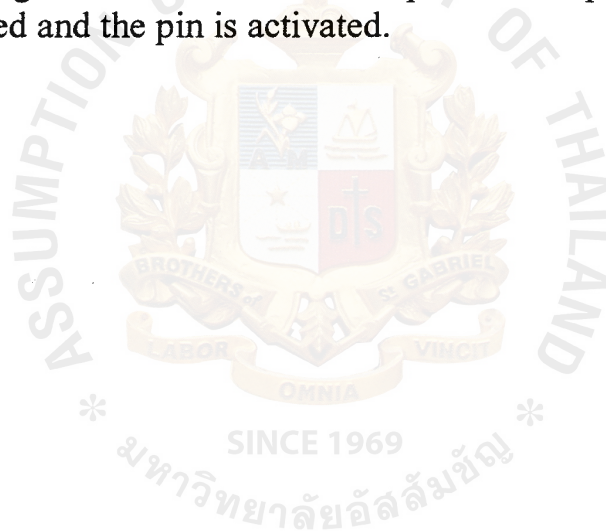 ed and the pin is activated.
ASSUMPTION
OF THAILAND
A M
D S
BROTHERS of
ST GABRIEL
LABOR
VINCIT
OMNIA
SINCE 1969
มหาวิทยาลัยอัสสัมชัญ